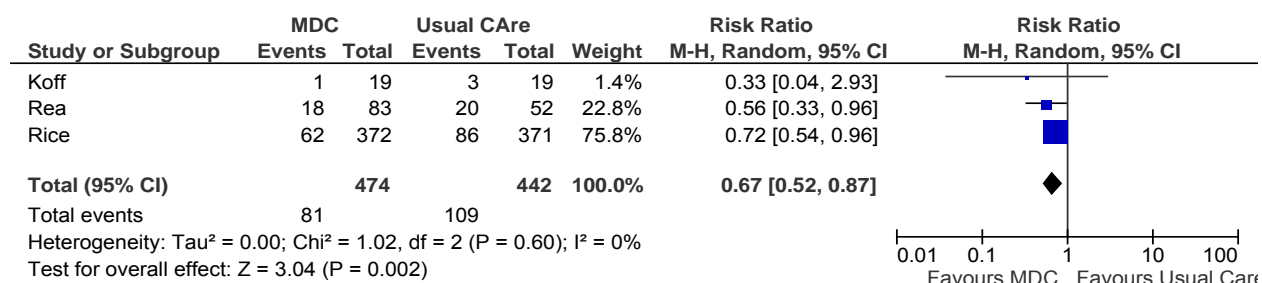 MDC Usual CAre Risk Ratio Risk Ratio
Study or Subgroup Events Total Events Total Weight M-H, Random, 95% CI M-H, Random, 95% CI
Koff 1 19 3 19 1.4% 0.33 [0.04, 2.93]
Rea 18 83 20 52 22.8% 0.56 [0.33, 0.96]
Rice 62 372 86 371 75.8% 0.72 [0.54, 0.96]
Total (95% CI) 474 442 100.0% 0.67 [0.52, 0.87]
Total events 81 109
Heterogeneity: Tau² = 0.00; Chi² = 1.02, df = 2 (P = 0.60); I² = 0%
Test for overall effect: Z = 3.04 (P = 0.002)
0.01 0.1 1 10 100
Favours MDC Favours Usual Care